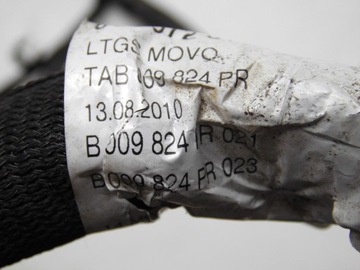 LTGS MOVO
TAB 009 824 PR
13.08.2010
B 009 824 PR 021
B 009 824 PR 023